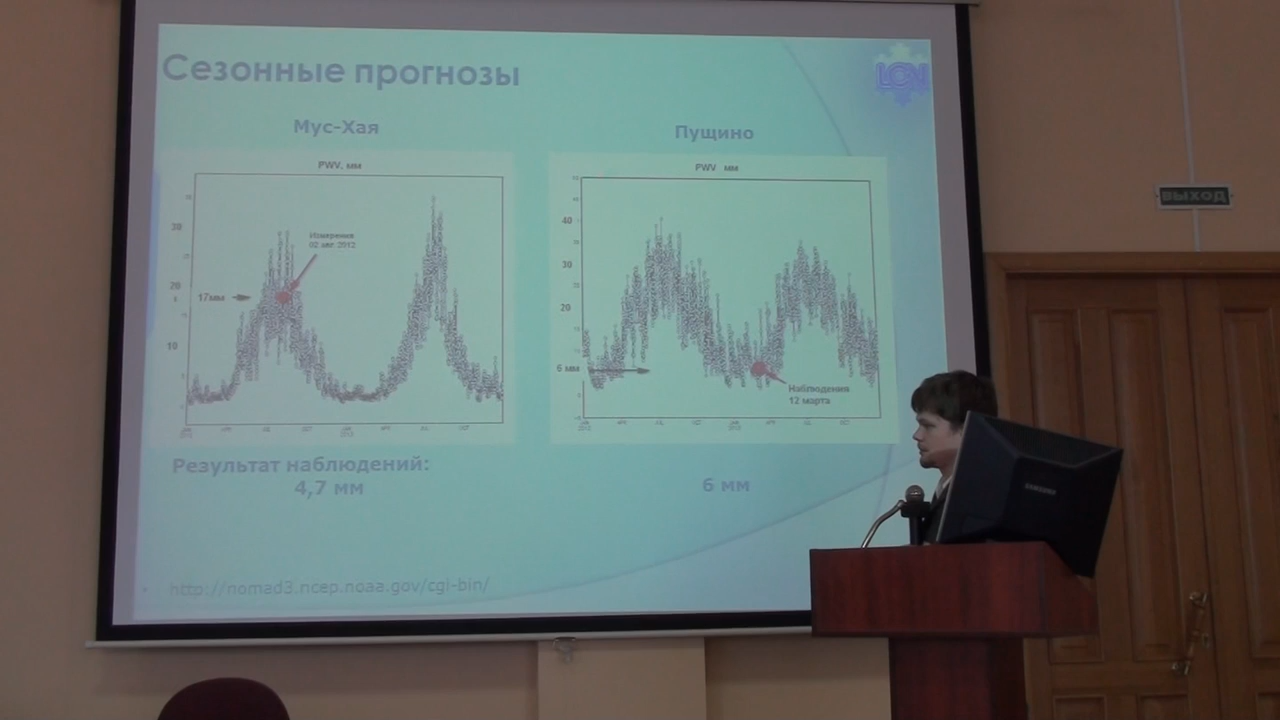 Сезонные прогнозы
LCN
Мус-Хая
Пущино
PWV, мм
PWV мм
30
20
10
17мм
Измерения
02 авг 2012
40
30
20
6 мм
Наблюдения
12 марта
Результат наблюдений:
4,7 мм
6 мм
http://nomad3.ncep.noaa.gov/cgi-bin/
ВЫХОД
SAMSUNG